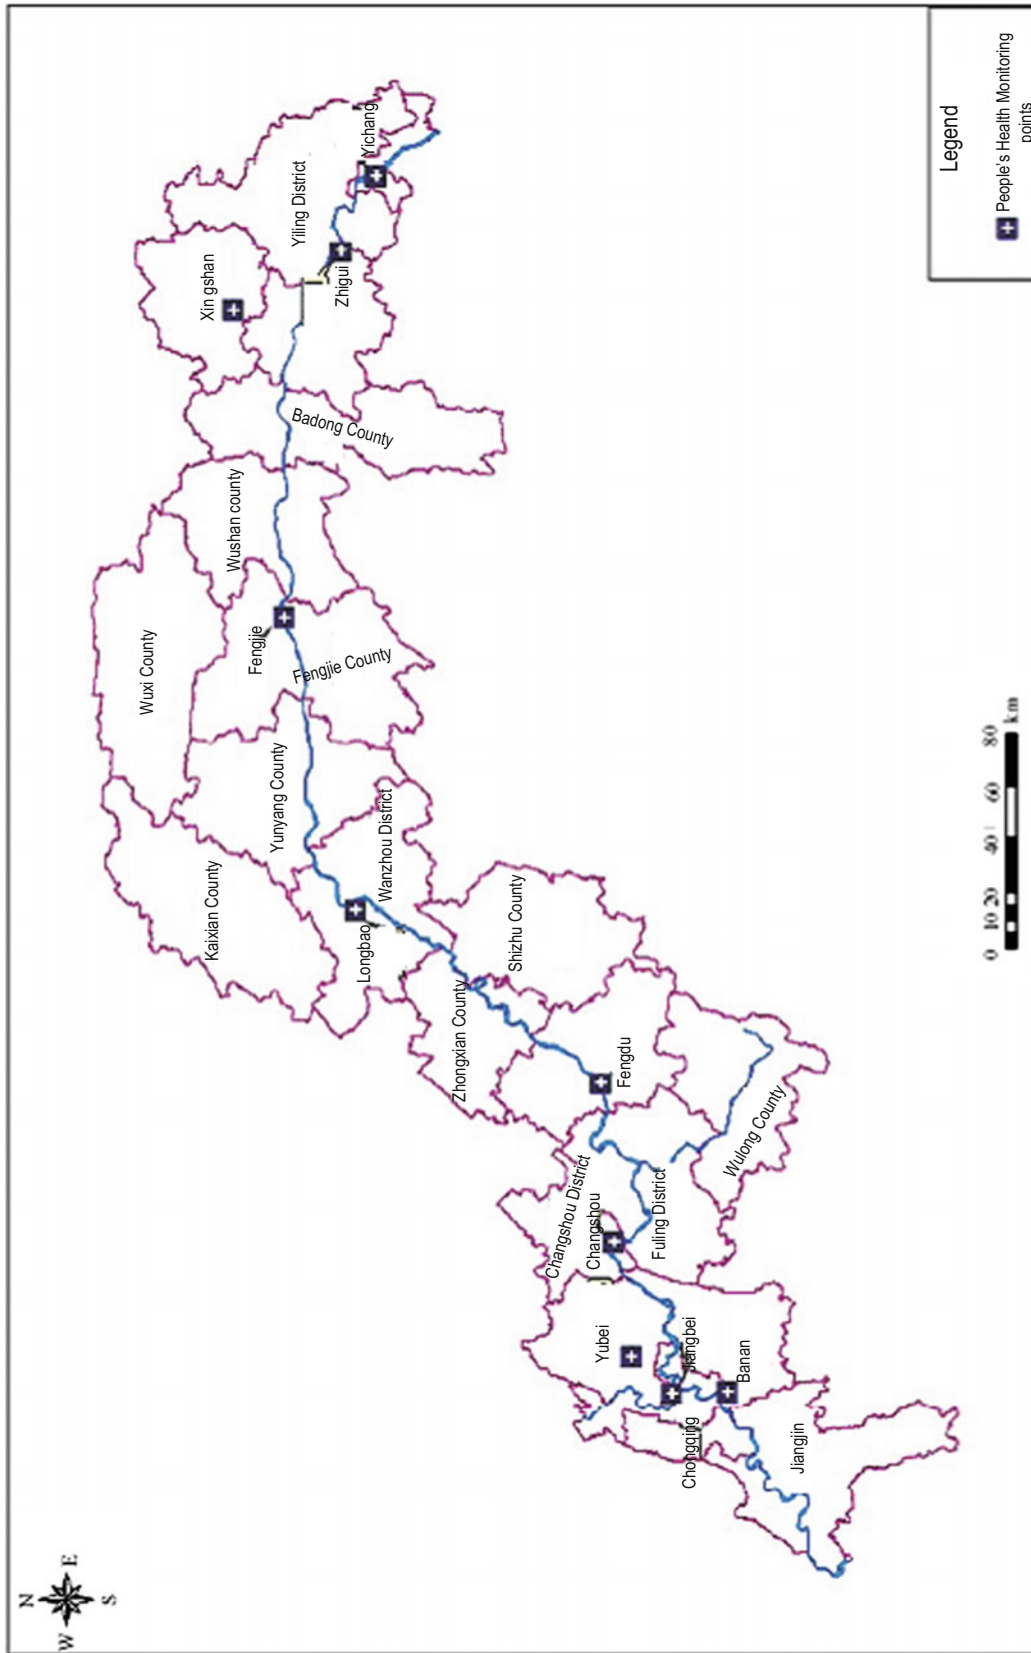 N
W E
S
Xin gshan
Yiling District
Yichang
Zhigui
Badong County
Wushan county
Wuxi County
Fengjie
Fengjie County
Yunyang County
Kaixian County
Wanzhou District
Longbao
Shizhu County
Zhongxian County
Fengdu
Wulong County
Changshou District
Changshou
Fuling District
Yubei
Jiangbei
Banan
Chongqing
Jiangjin
0 10 20 40 60 80
km
Legend
People's Health Monitoring
points